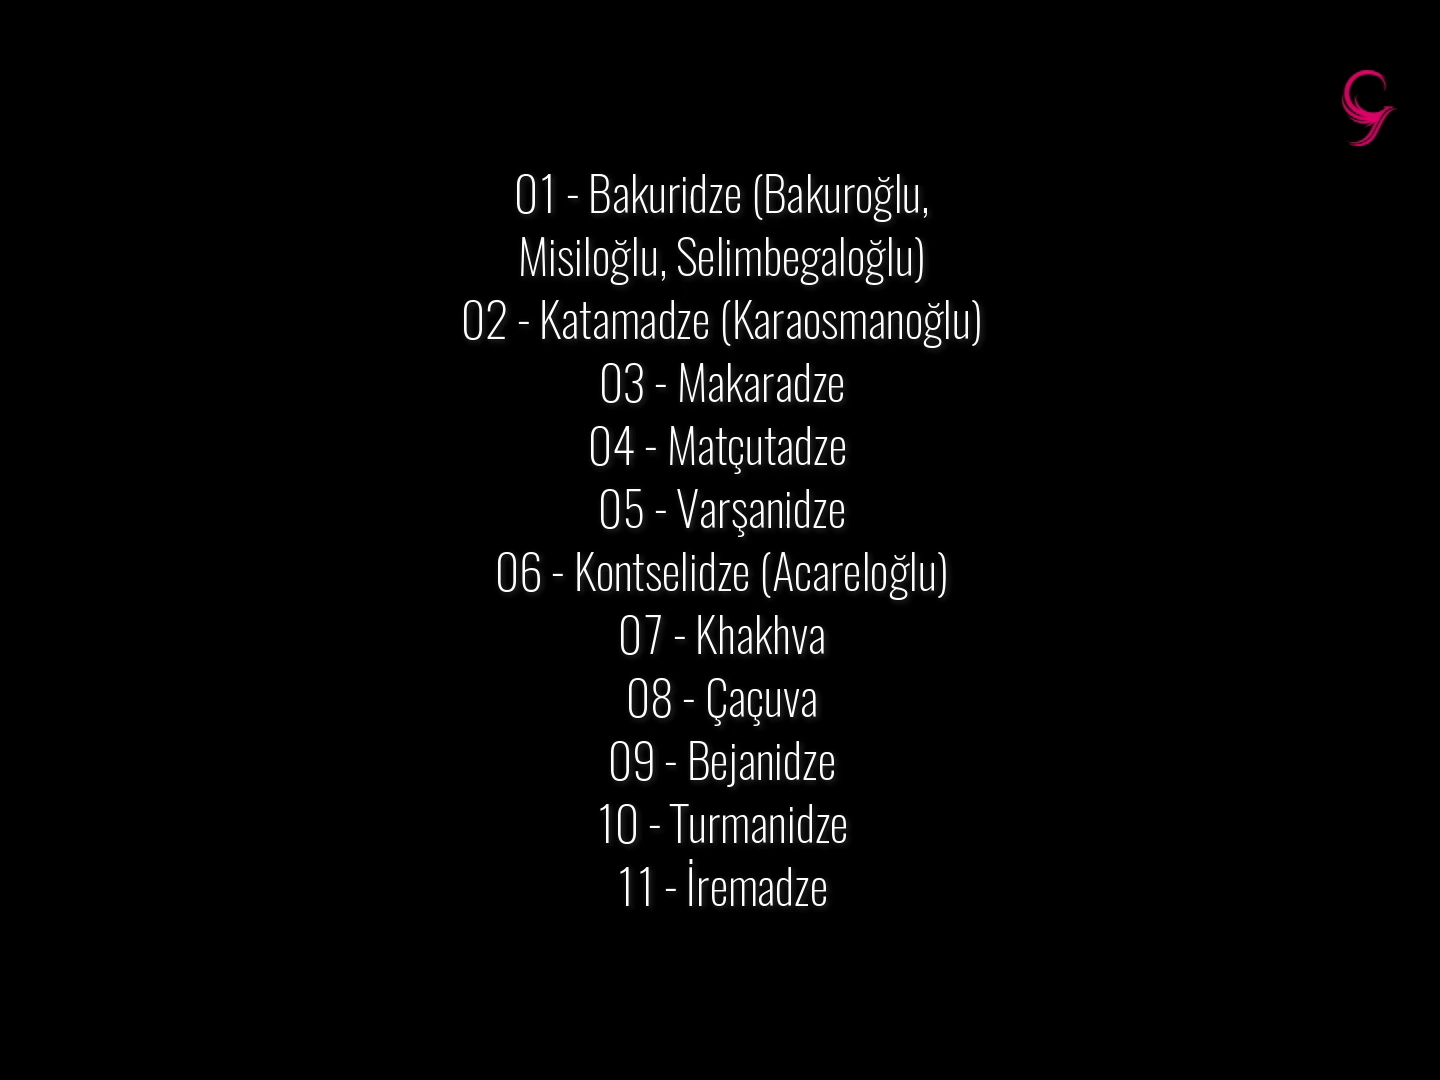 01 - Bakuridze (Bakuroğlu,
Misiloğlu, Selimbegaloğlu)
02 - Katamadze (Karaosmanoğlu)
03 - Makaradze
04 - Matçutadze
05 - Varşanidze
06 - Kontselidze (Acareloğlu)
07 - Khakhva
08 - Çaçuva
09 - Bejanidze
10 - Turmanidze
11 - İremadze